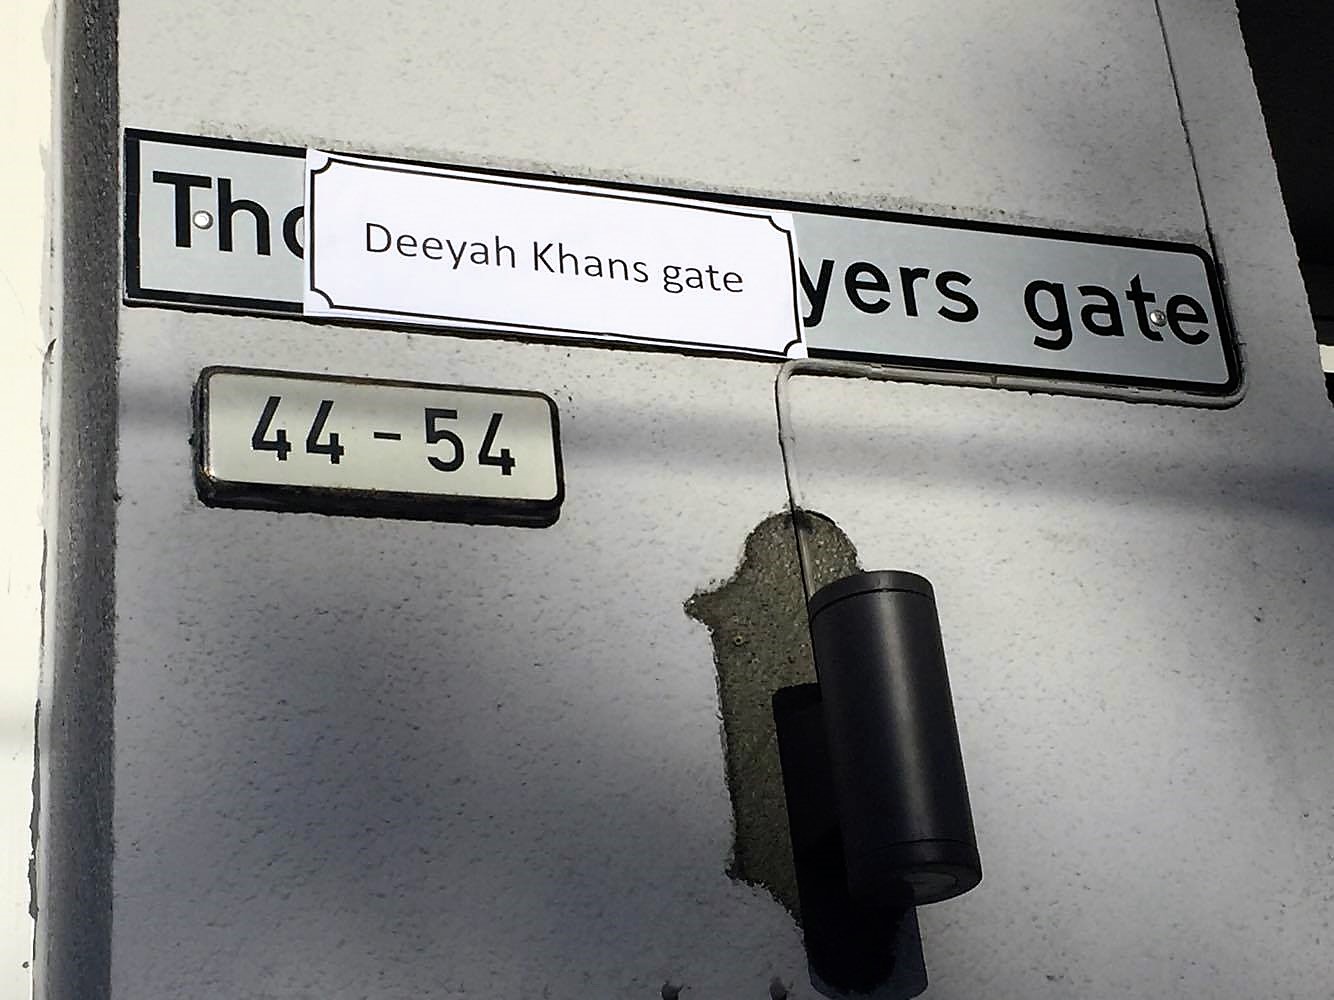 Tho
Deeyah Khans gate
yers gate
44 - 54